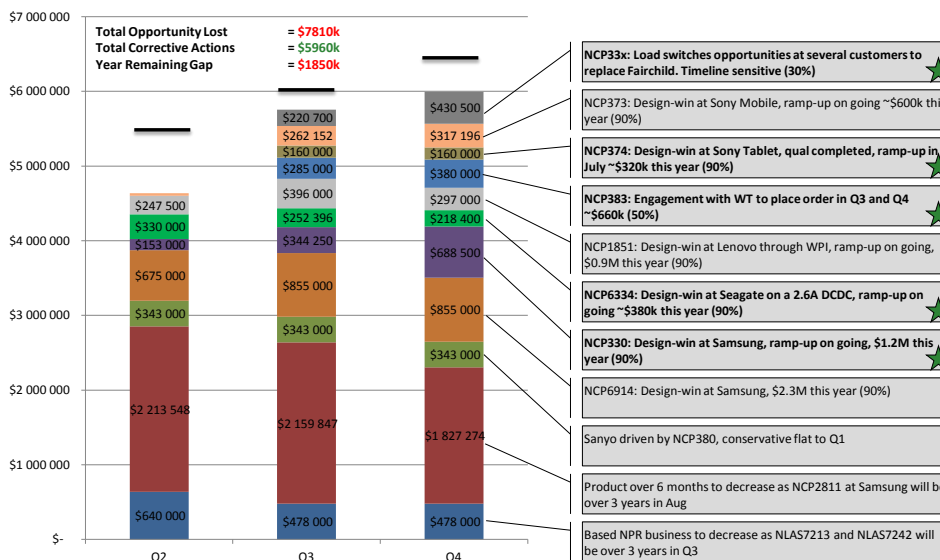 $7 000 000
Total Opportunity Lost = $7810k
Total Corrective Actions = $5960k
Year Remaining Gap = $1850k
$6 000 000
$5 000 000
$4 000 000
$3 000 000
$2 000 000
$1 000 000
$-
$247 500
$330 000
$153 000
$675 000
$343 000
$2 213 548
$640 000
Q2
$220 700
$262 152
$160 000
$285 000
$396 000
$252 396
$344 250
$855 000
$343 000
$2 159 847
$478 000
Q3
$430 500
$317 196
$160 000
$380 000
$297 000
$218 400
$688 500
$855 000
$343 000
$1 827 274
$478 000
Q4
NCP33x: Load switches opportunities at several customers to
replace Fairchild. Timeline sensitive (30%)
NCP373: Design-win at Sony Mobile, ramp-up on going ~$600k thi
year (90%)
NCP374: Design-win at Sony Tablet, qual completed, ramp-up in
July ~$320k this year (90%)
NCP383: Engagement with WT to place order in Q3 and Q4
~$660k (50%)
NCP1851: Design-win at Lenovo through WPI, ramp-up on going,
$0.9M this year (90%)
NCP6334: Design-win at Seagate on a 2.6A DCDC, ramp-up on
going ~$380k this year (90%)
NCP330: Design-win at Samsung, ramp-up on going, $1.2M this
year (90%)
NCP6914: Design-win at Samsung, $2.3M this year (90%)
Sanyo driven by NCP380, conservative flat to Q1
Product over 6 months to decrease as NCP2811 at Samsung will be
over 3 years in Aug
Based NPR business to decrease as NLAS7213 and NLAS7242 will
be over 3 years in Q3